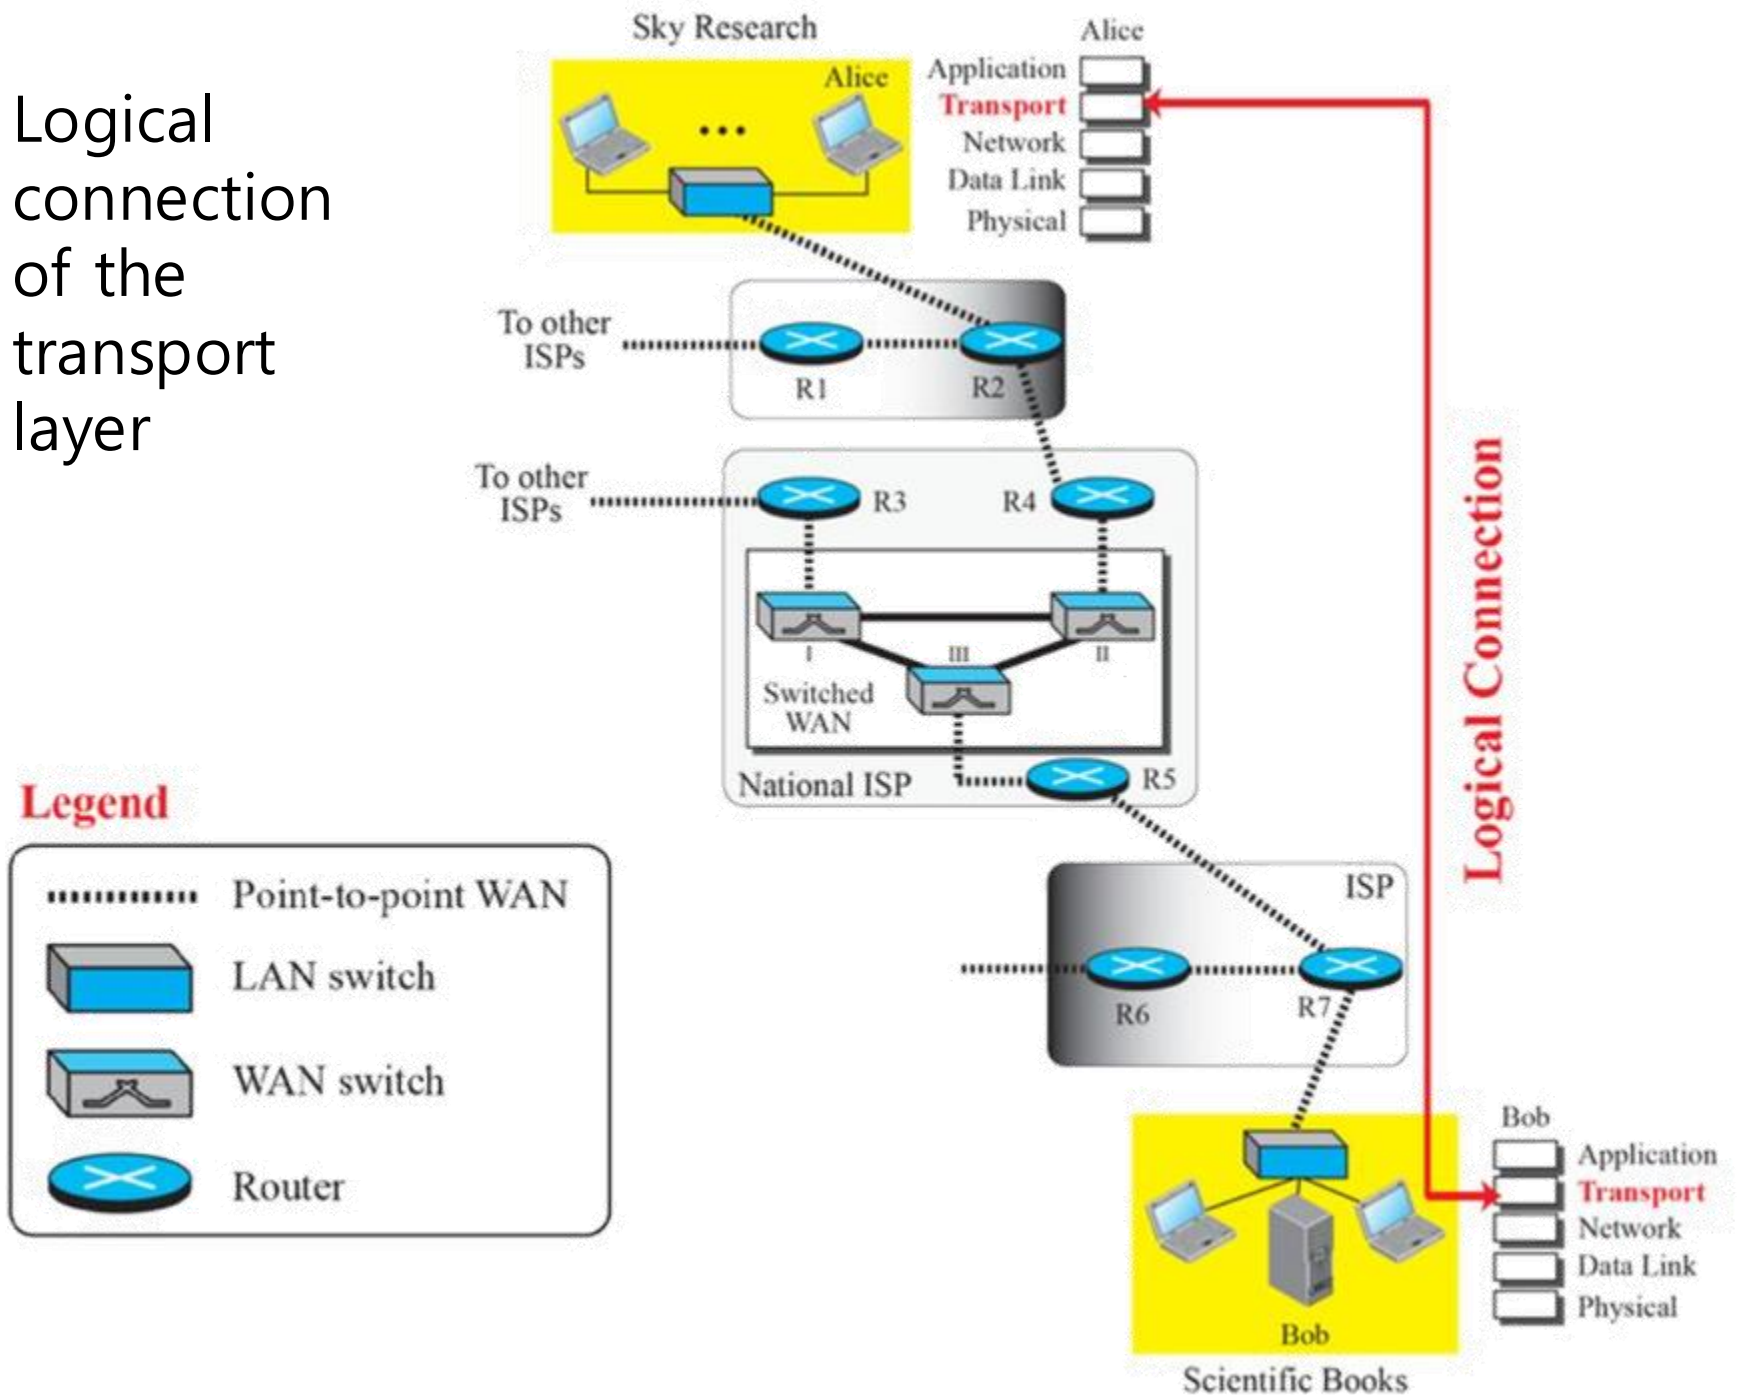 Logical
connection
of the
transport
layer
Sky Research
Alice
Alice
Application
Transport
Network
Data Link
Physical
To other
ISPs
R1
R2
To other
ISPs
R3
R4
I
III
II
Switched
WAN
National ISP
R5
Logical Connection
ISP
R6
R7
Legend
Point-to-point WAN
LAN switch
WAN switch
Router
Bob
Application
Transport
Network
Data Link
Physical
Bob
Scientific Books